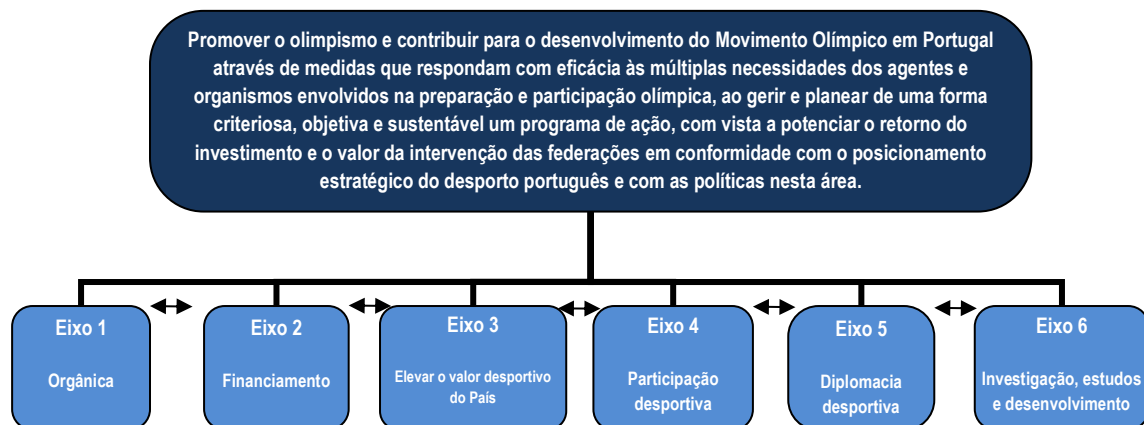 Promover o olimpismo e contribuir para o desenvolvimento do Movimento Olímpico em Portugal
através de medidas que respondam com eficácia às múltiplas necessidades dos agentes e
organismos envolvidos na preparação e participação olímpica, ao gerir e planear de uma forma
criteriosa, objetiva e sustentável um programa de ação, com vista a potenciar o retorno do
investimento e o valor da intervenção das federações em conformidade com o posicionamento
estratégico do desporto português e com as políticas nesta área.
Eixo 1
Orgânica
Eixo 2
Financiamento
Eixo 3
Elevar o valor desportivo
do País
Eixo 4
Participação
desportiva
Eixo 5
Diplomacia
desportiva
Eixo 6
Investigação, estudos
e desenvolvimento